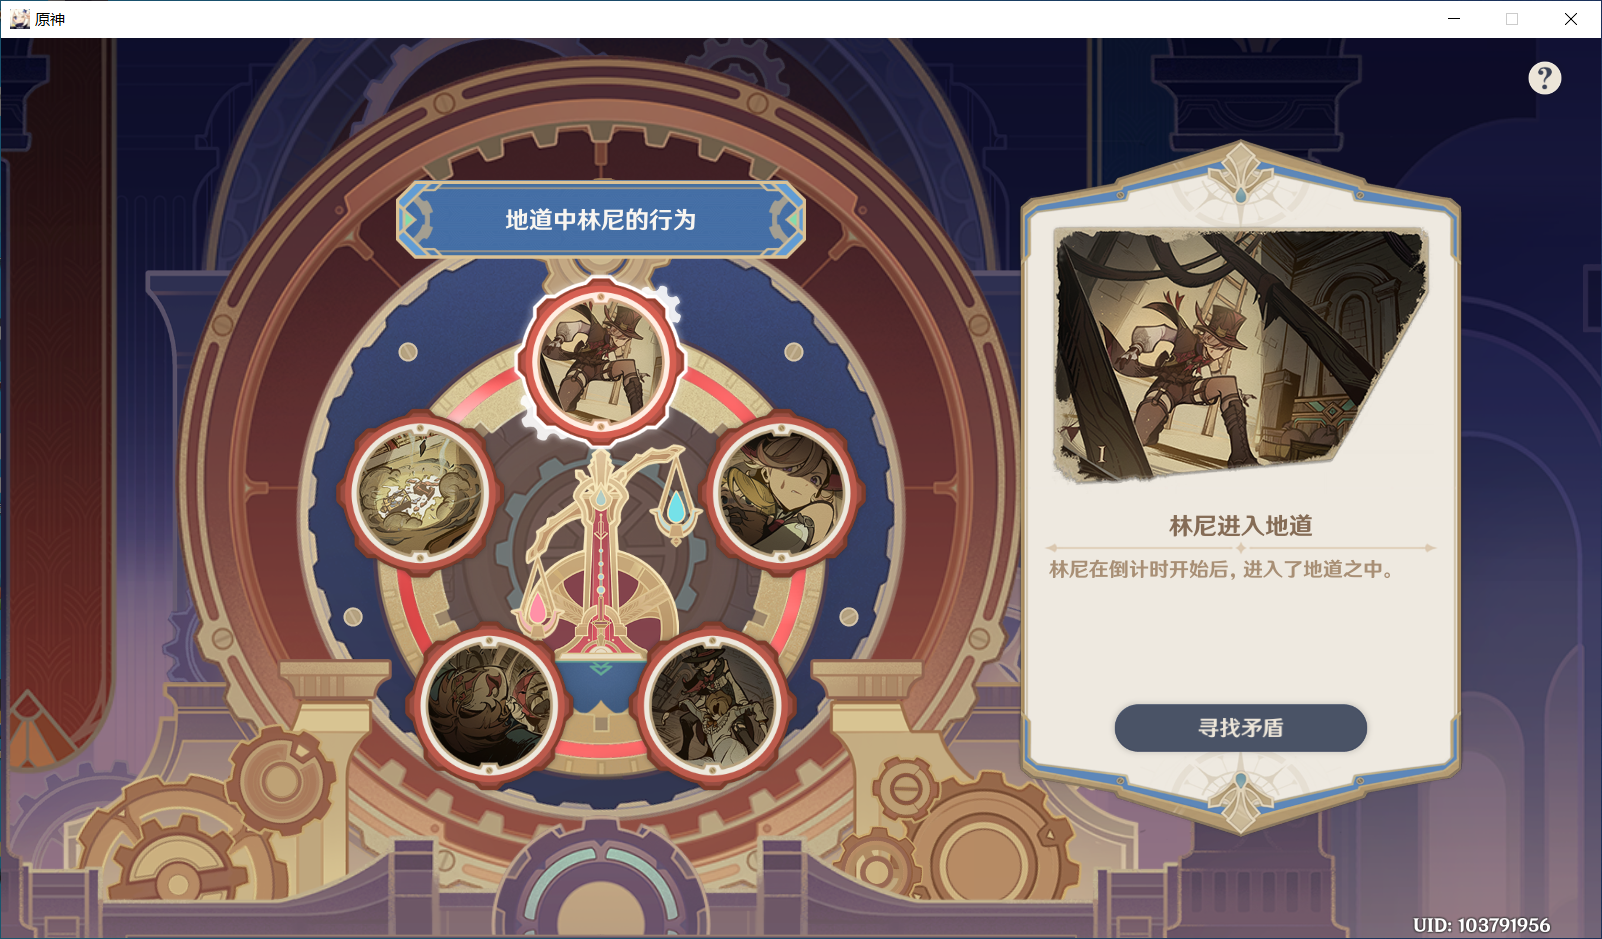 原神
?
地道中林尼的行为
I
林尼进入地道
林尼在倒计时开始后，进入了地道之中。
寻找矛盾
UID: 103791956